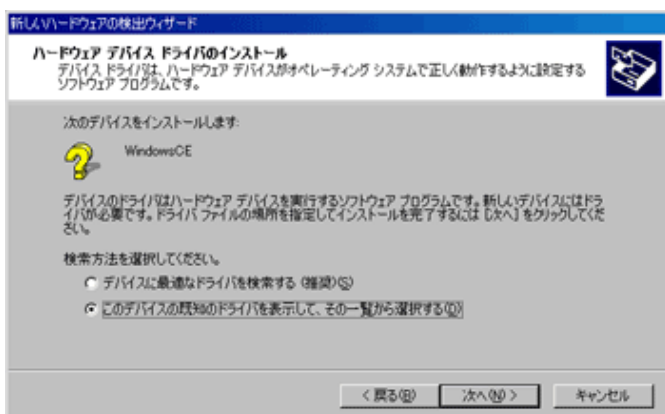 新しいハードウェアの検出ウィザード
ハードウェア デバイス ドライバのインストール
デバイス ドライバは、ハードウェア デバイスがオペレーティング システムで正しく動作するように設定する
ソフトウェア プログラムです。
次のデバイスをインストールします:
WindowsCE
デバイスのドライバはハードウェア デバイスを実行するソフトウェア プログラムです。新しいデバイスにはドラ
イバが必要です。ドライバ ファイルの場所を指定してインストールを完了するには [次へ] をクリックしてくだ
さい。
検索方法を選択してください。
デバイスに最適なドライバを検索する (推奨)(S)
このデバイスの既知のドライバを表示して、その一覧から選択する(D)
< 戻る(B)
次へ(N) >
キャンセル